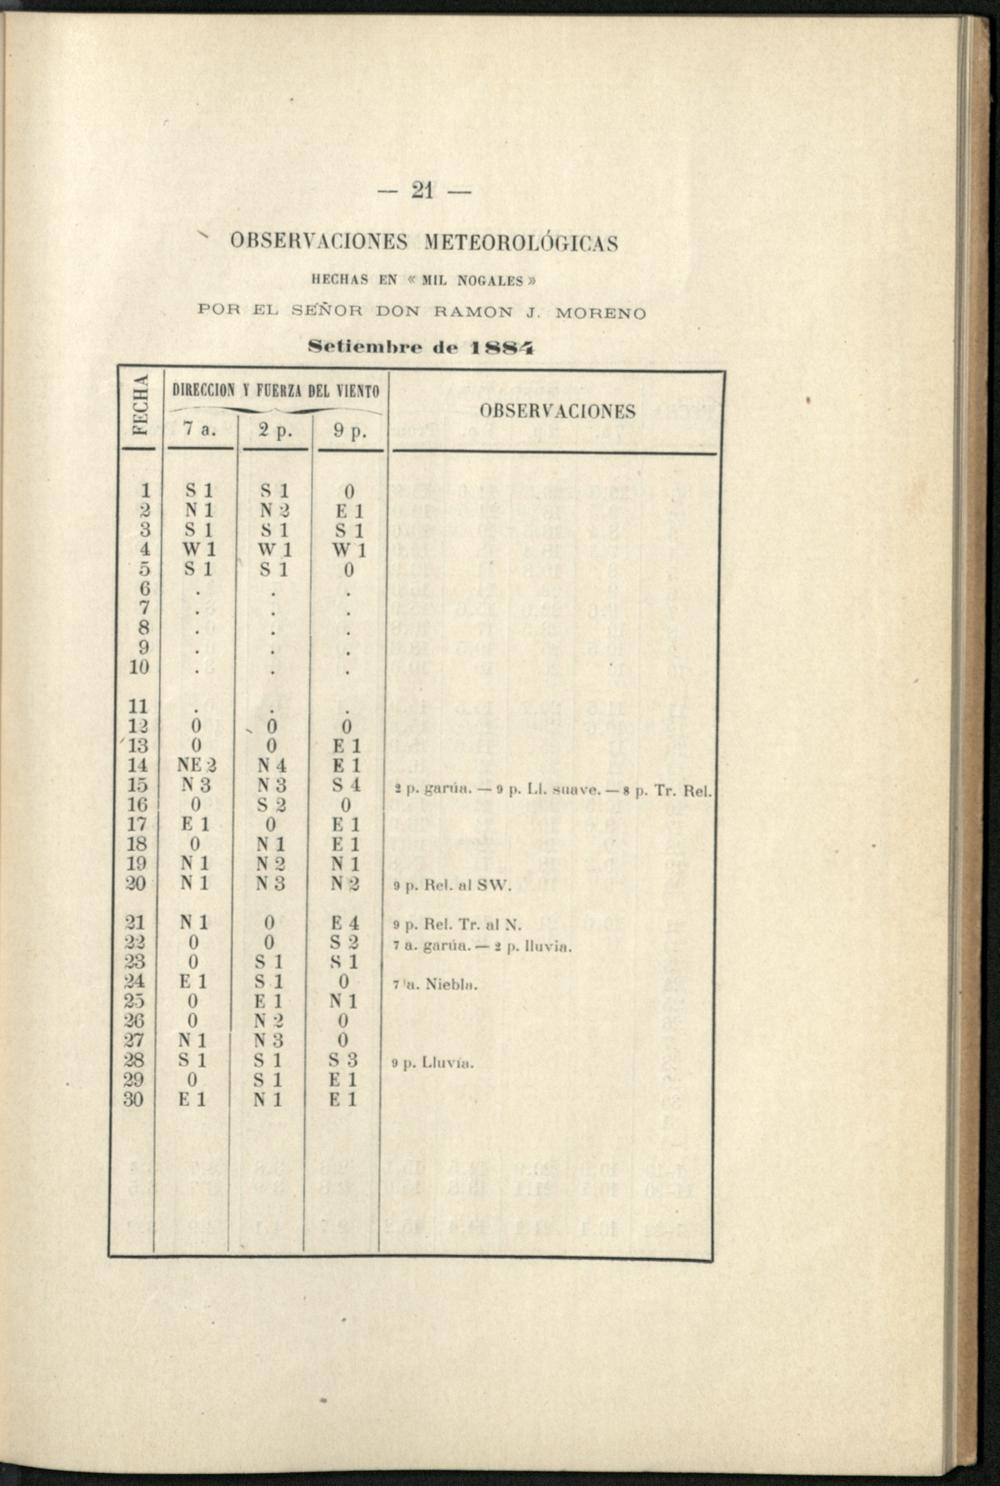 — 21 —
OBSERVACIONES METEOROLÓGICAS
HECHAS EN « MIL NOGALES »
POR EL SEÑOR DON RAMON J. MORENO
Setiembre de 1884
FECHA DIRECCION Y FUERZA DEL VIENTO OBSERVACIONES
7 a. 2 p. 9 p.
1 S 1 S 1 0
2 N 1 N 2 E 1
3 S 1 S 1 S 1
4 W 1 W 1 W 1
5 S 1 S 1 0
6 . . .
7 . . .
8 . . .
9 . . .
10 . . .
11 . . .
12 0 0 0
13 0 0 E 1
14 NE 2 N 4 E 1
15 N 3 N 3 S 4 2 p. garúa. — 9 p. Ll. suave. — 8 p. Tr. Rel.
16 0 S 2 0
17 E 1 0 E 1
18 0 N 1 E 1
19 N 1 N 2 N 1
20 N 1 N 3 N 2 9 p. Rel. al SW.
21 N 1 0 E 4 9 p. Rel. Tr. al N.
22 0 0 S 2 7 a. garúa. — 2 p. lluvia.
23 0 S 1 S 1
24 E 1 S 1 0 7 a. Niebla.
25 0 E 1 N 1
26 0 N 2 0
27 N 1 N 3 0
28 S 1 S 1 S 3 9 p. Lluvia.
29 0 S 1 E 1
30 E 1 N 1 E 1